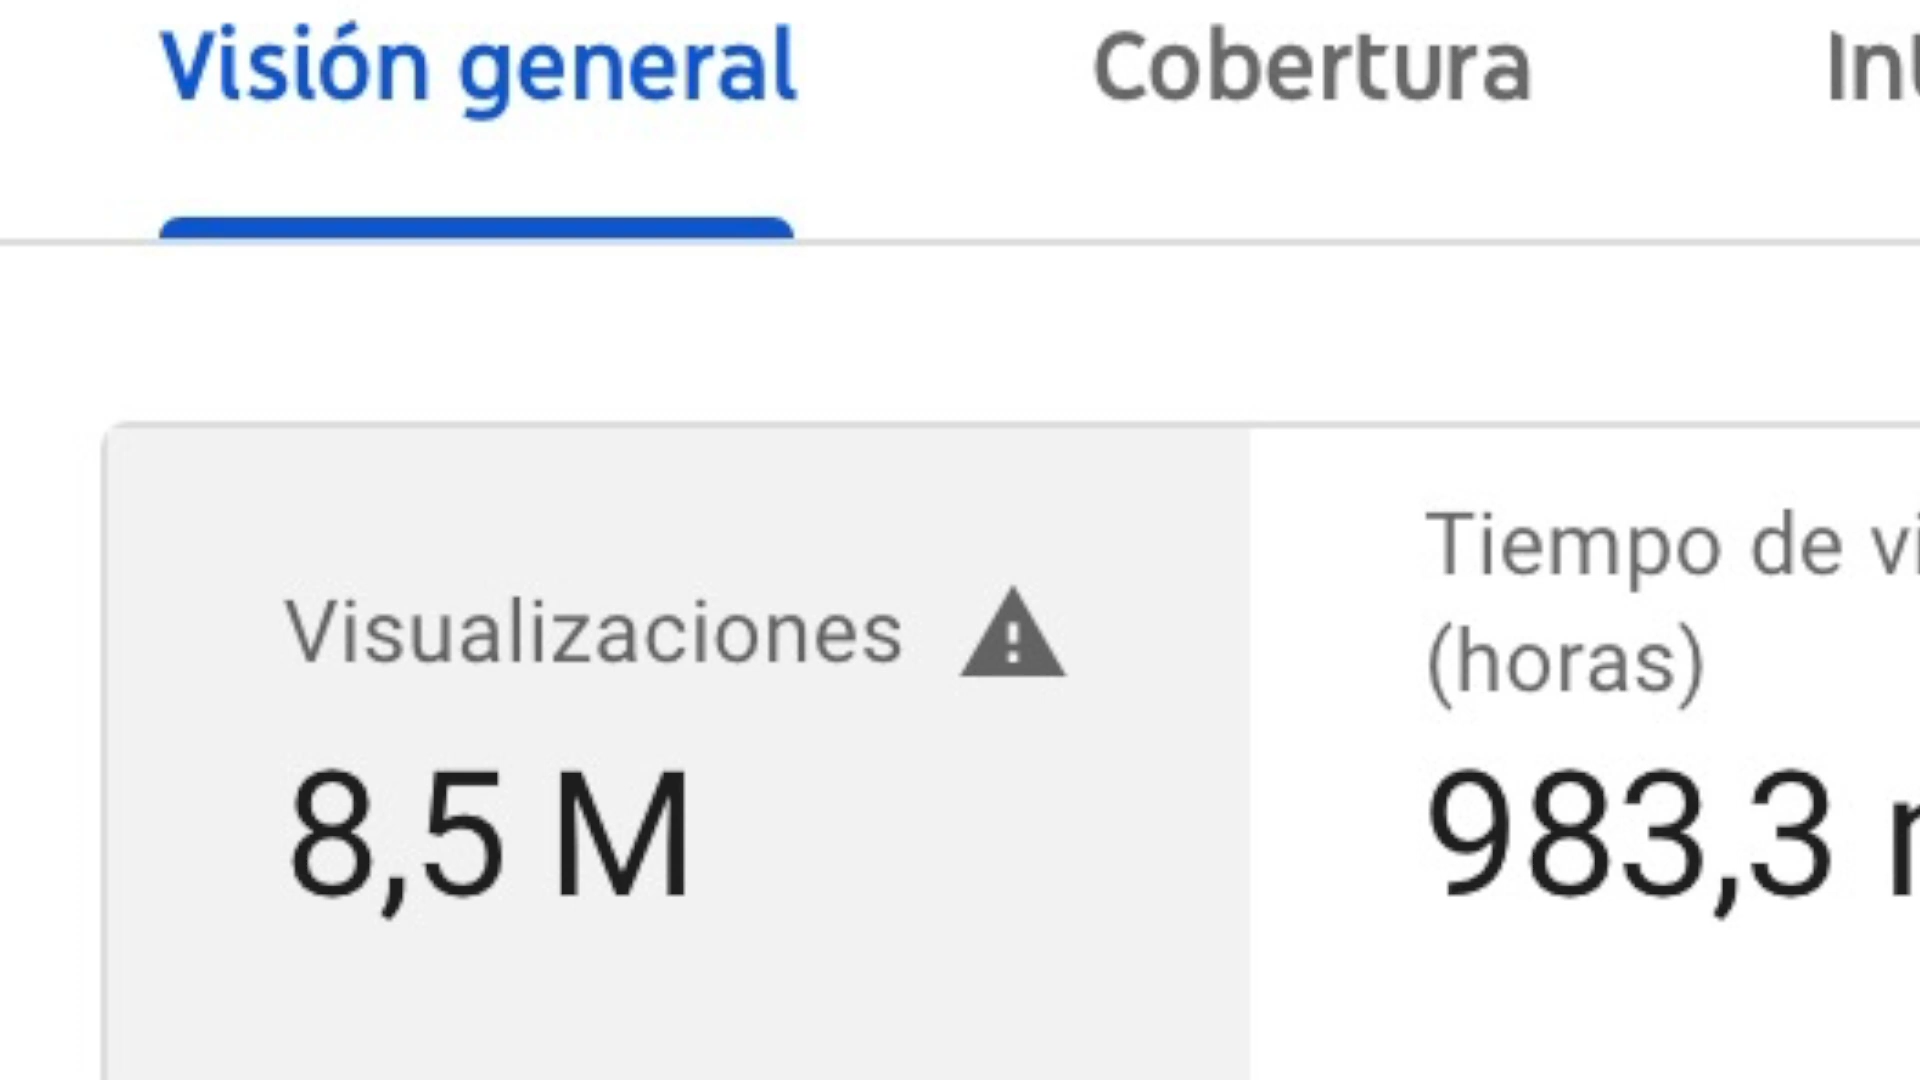 Visión general
Cobertura
Visualizaciones
8,5 M
Tiempo de
(horas)
983,3